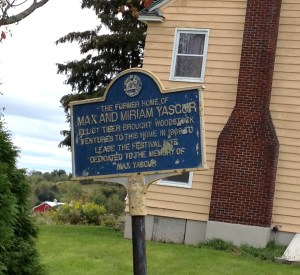 THE FORMER HOME OF
MAX AND MIRIAM YASGUR
ELLIOT TIBER BROUGHT WOODSTOCK
VENTURES TO THIS HOME IN 1969 TO
LEASE THE FESTIVAL SITE
DEDICATED TO THE MEMORY OF
MAX YASGUR